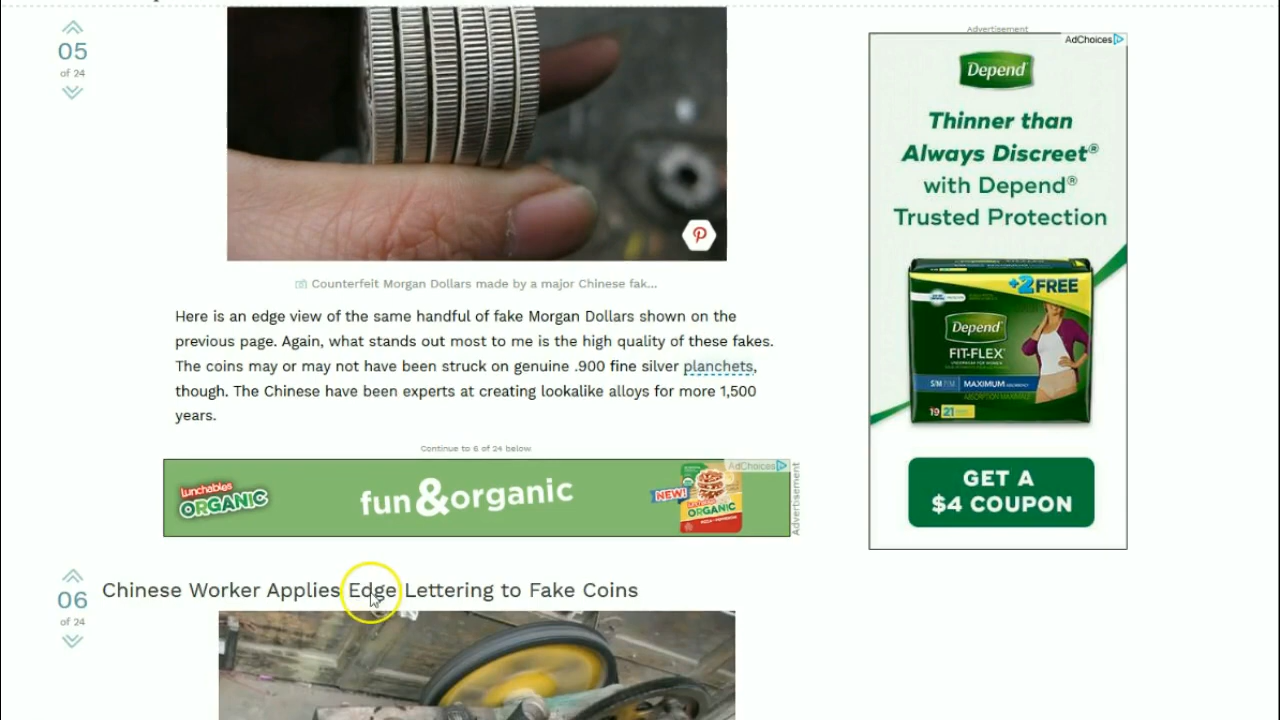 05
of 24
Counterfeit Morgan Dollars made by a major Chinese fak...
Here is an edge view of the same handful of fake Morgan Dollars shown on the
previous page. Again, what stands out most to me is the high quality of these fakes.
The coins may or may not have been struck on genuine .900 fine silver planchets,
though. The Chinese have been experts at creating lookalike alloys for more 1,500
years.
Continue to 6 of 24 below.
Lunchables
ORGANIC
fun&organic
NEW!
ORGANIC
AdChoices
Advertisement
06
of 24
Chinese Worker Applies Edge Lettering to Fake Coins
Advertisement
AdChoices
Depend
Thinner than
Always Discreet®
with Depend®
Trusted Protection
+2 FREE
Depend
FIT-FLEX
MAXIMUM
19 21
GET A
$4 COUPON